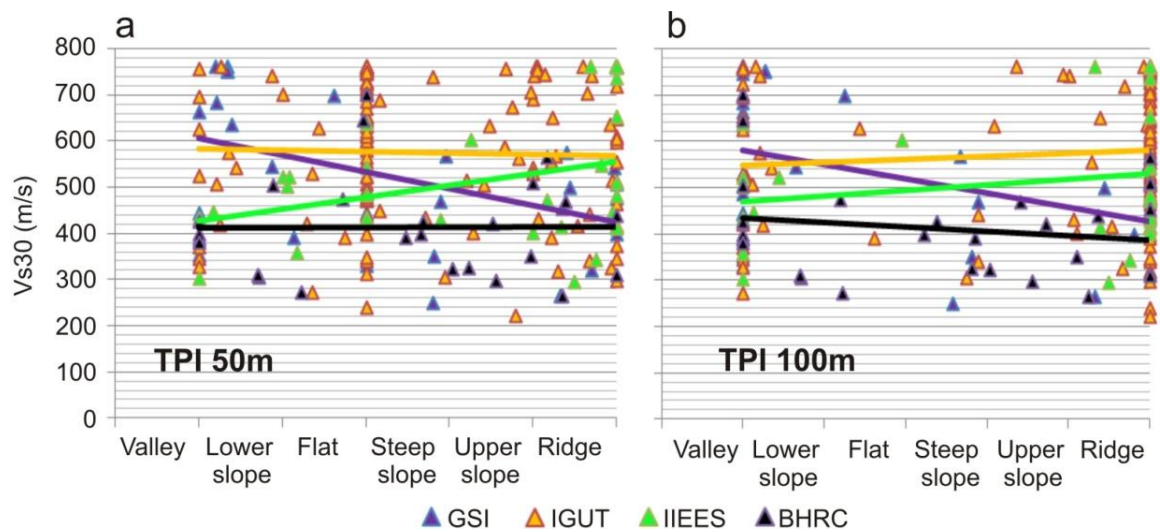 a
b
Vs30 (m/s)
800
700
600
500
400
300
200
100
0
TPI 50m
TPI 100m
Valley Lower slope Flat Steep slope Upper slope Ridge
Valley Lower slope Flat Steep slope Upper slope Ridge
GSI IGUT IIEES BHRC